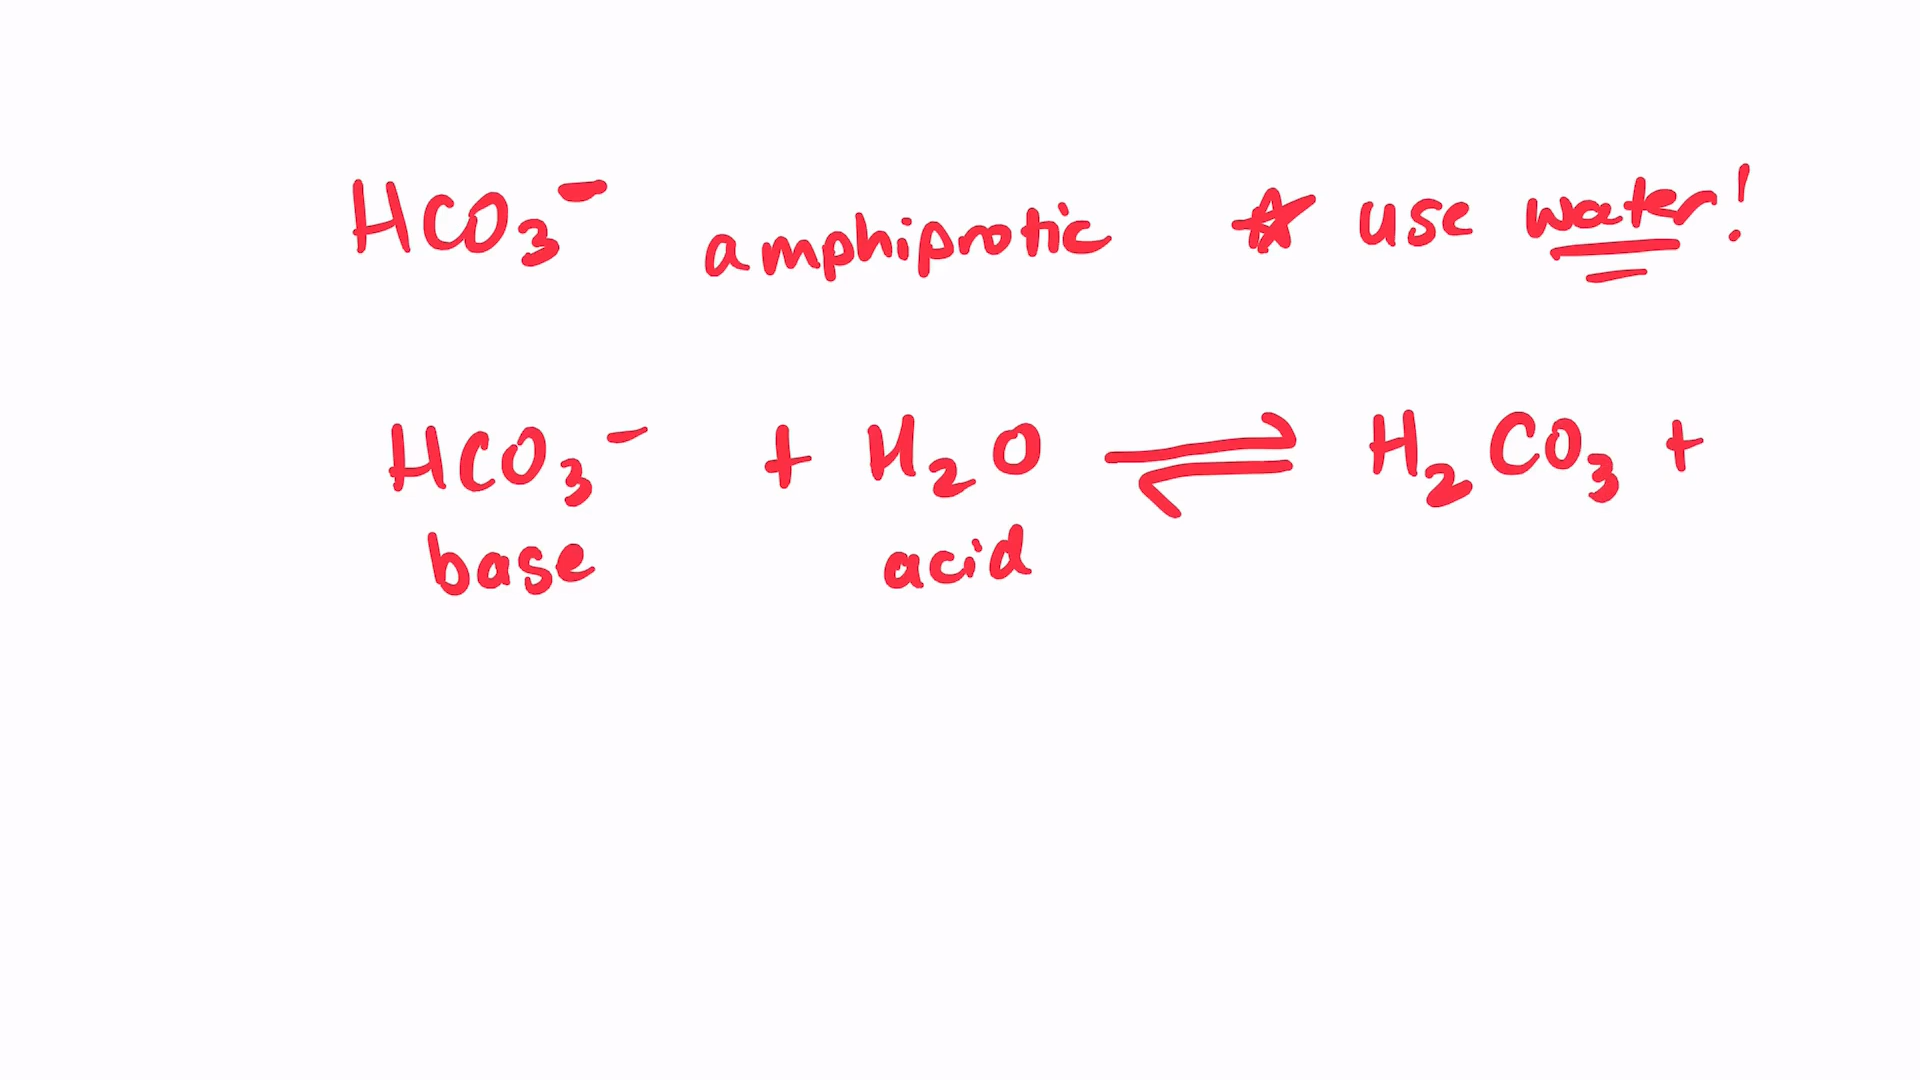 HCO₃⁻ amphiprotic ☆ use water!
HCO₃⁻ + H₂O ⇌ H₂CO₃ +
base acid